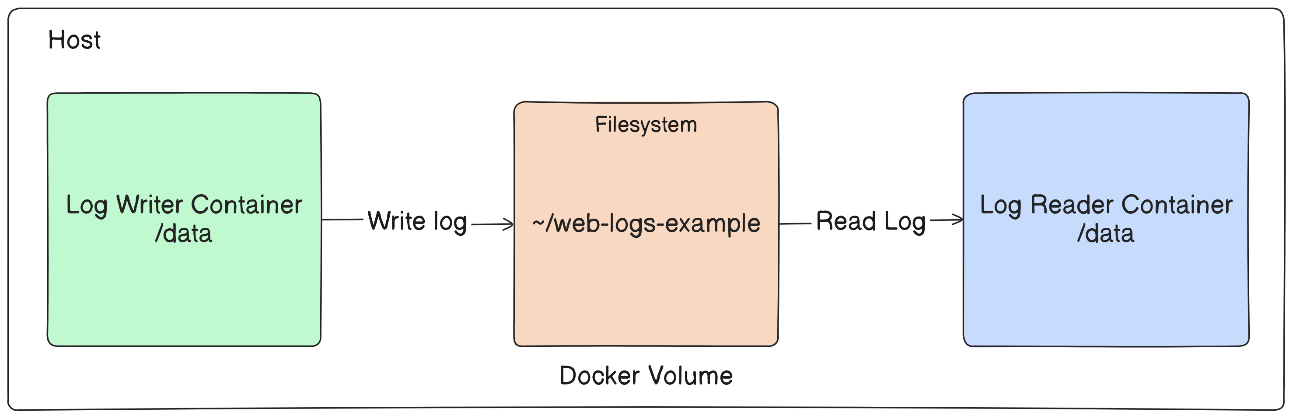 Host
Log Writer Container
/data
Write log
Filesystem
~/web-logs-example
Read Log
Log Reader Container
/data
Docker Volume